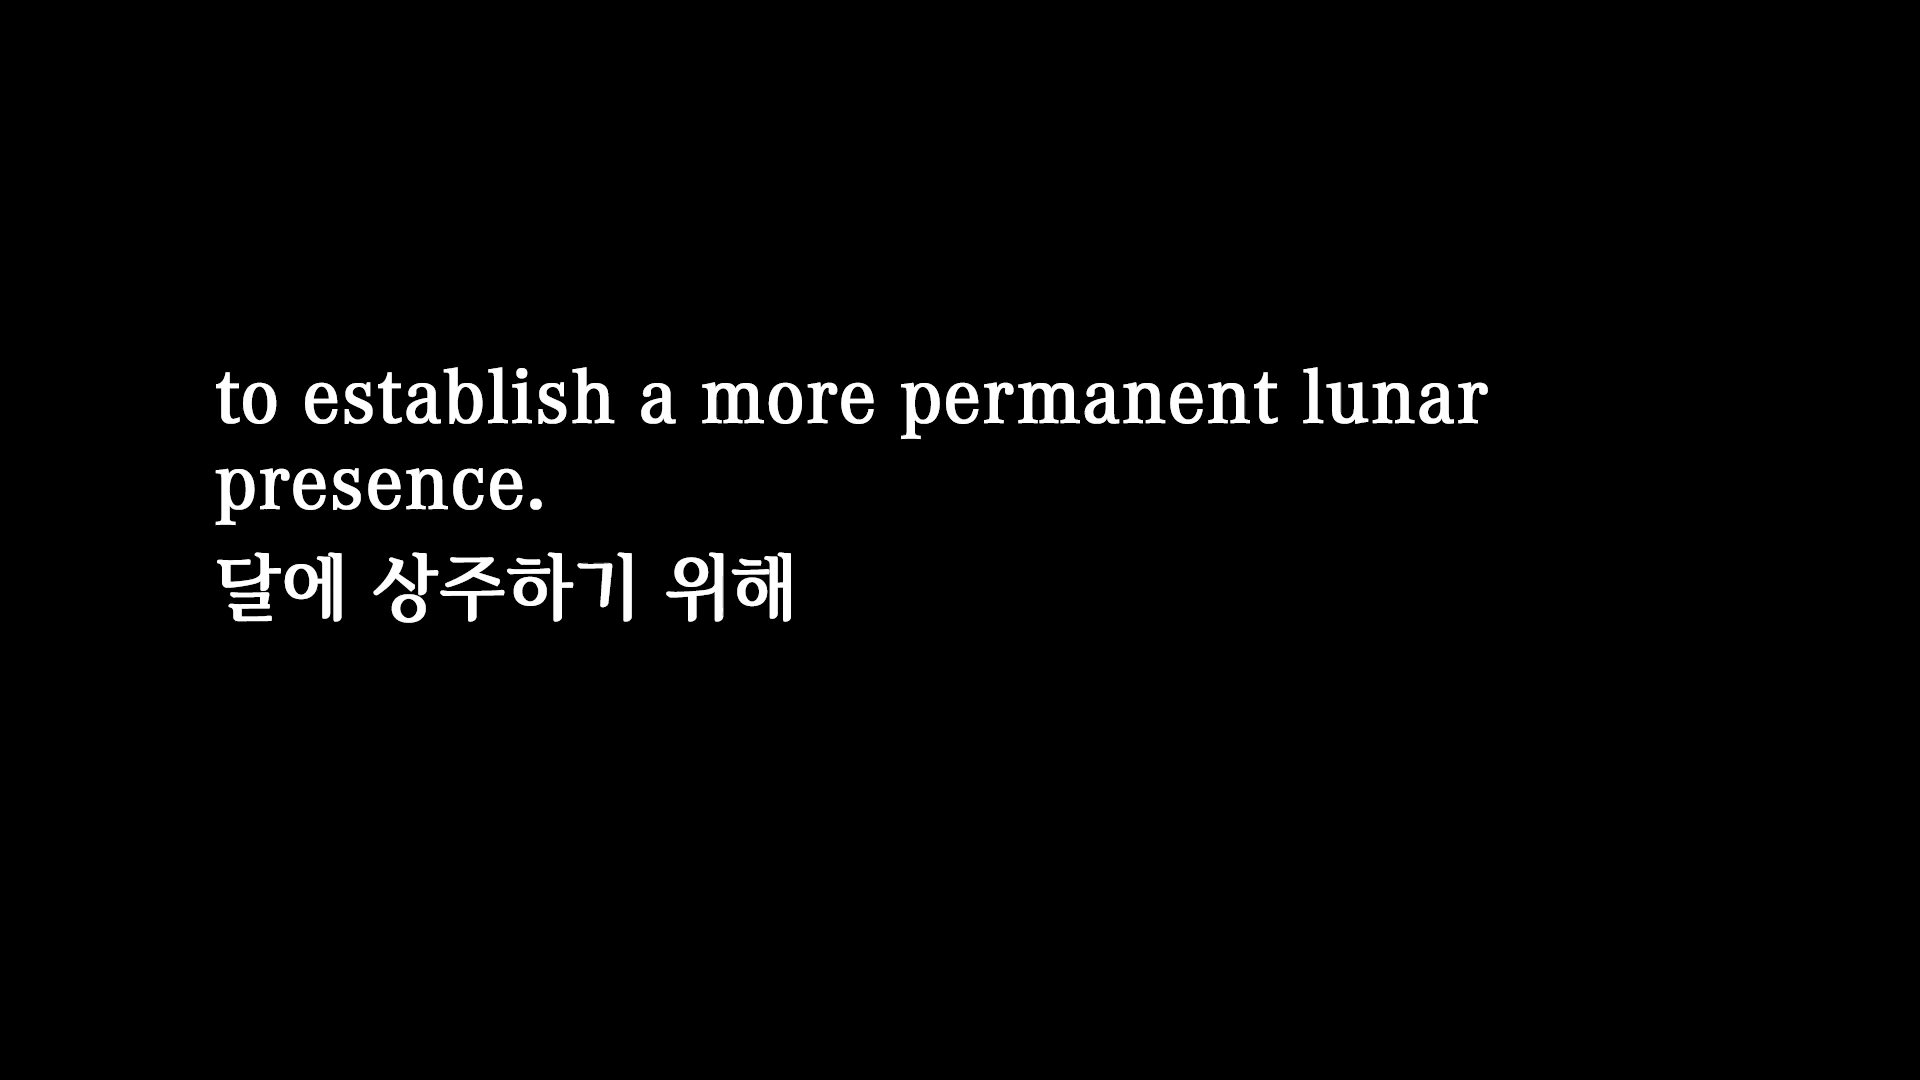 to establish a more permanent lunar
presence.
달에 상주하기 위해